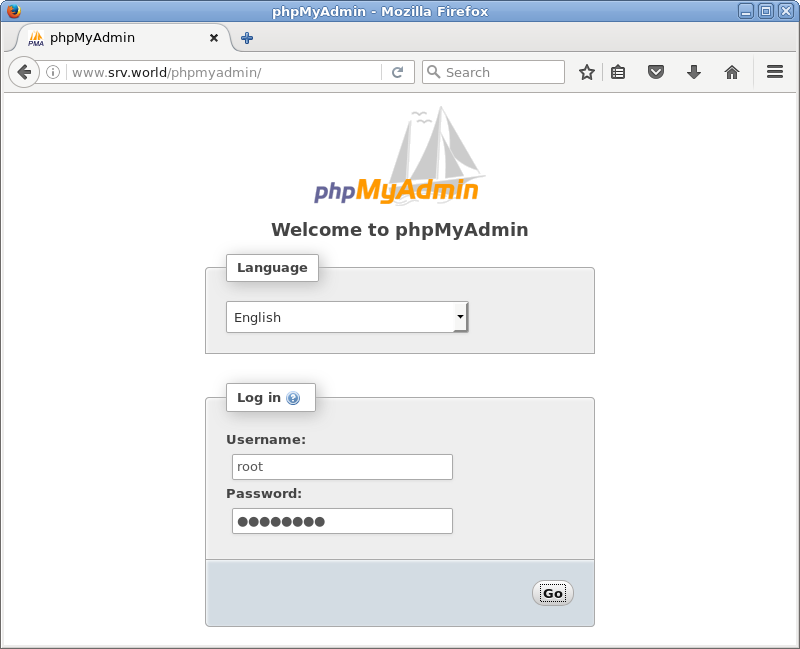 phpMyAdmin - Mozilla Firefox
PMA phpMyAdmin
www.srv.world/phpmyadmin/ Search
phpMyAdmin
Welcome to phpMyAdmin
Language
English
Log in
Username:
root
Password:
●●●●●●●●
Go